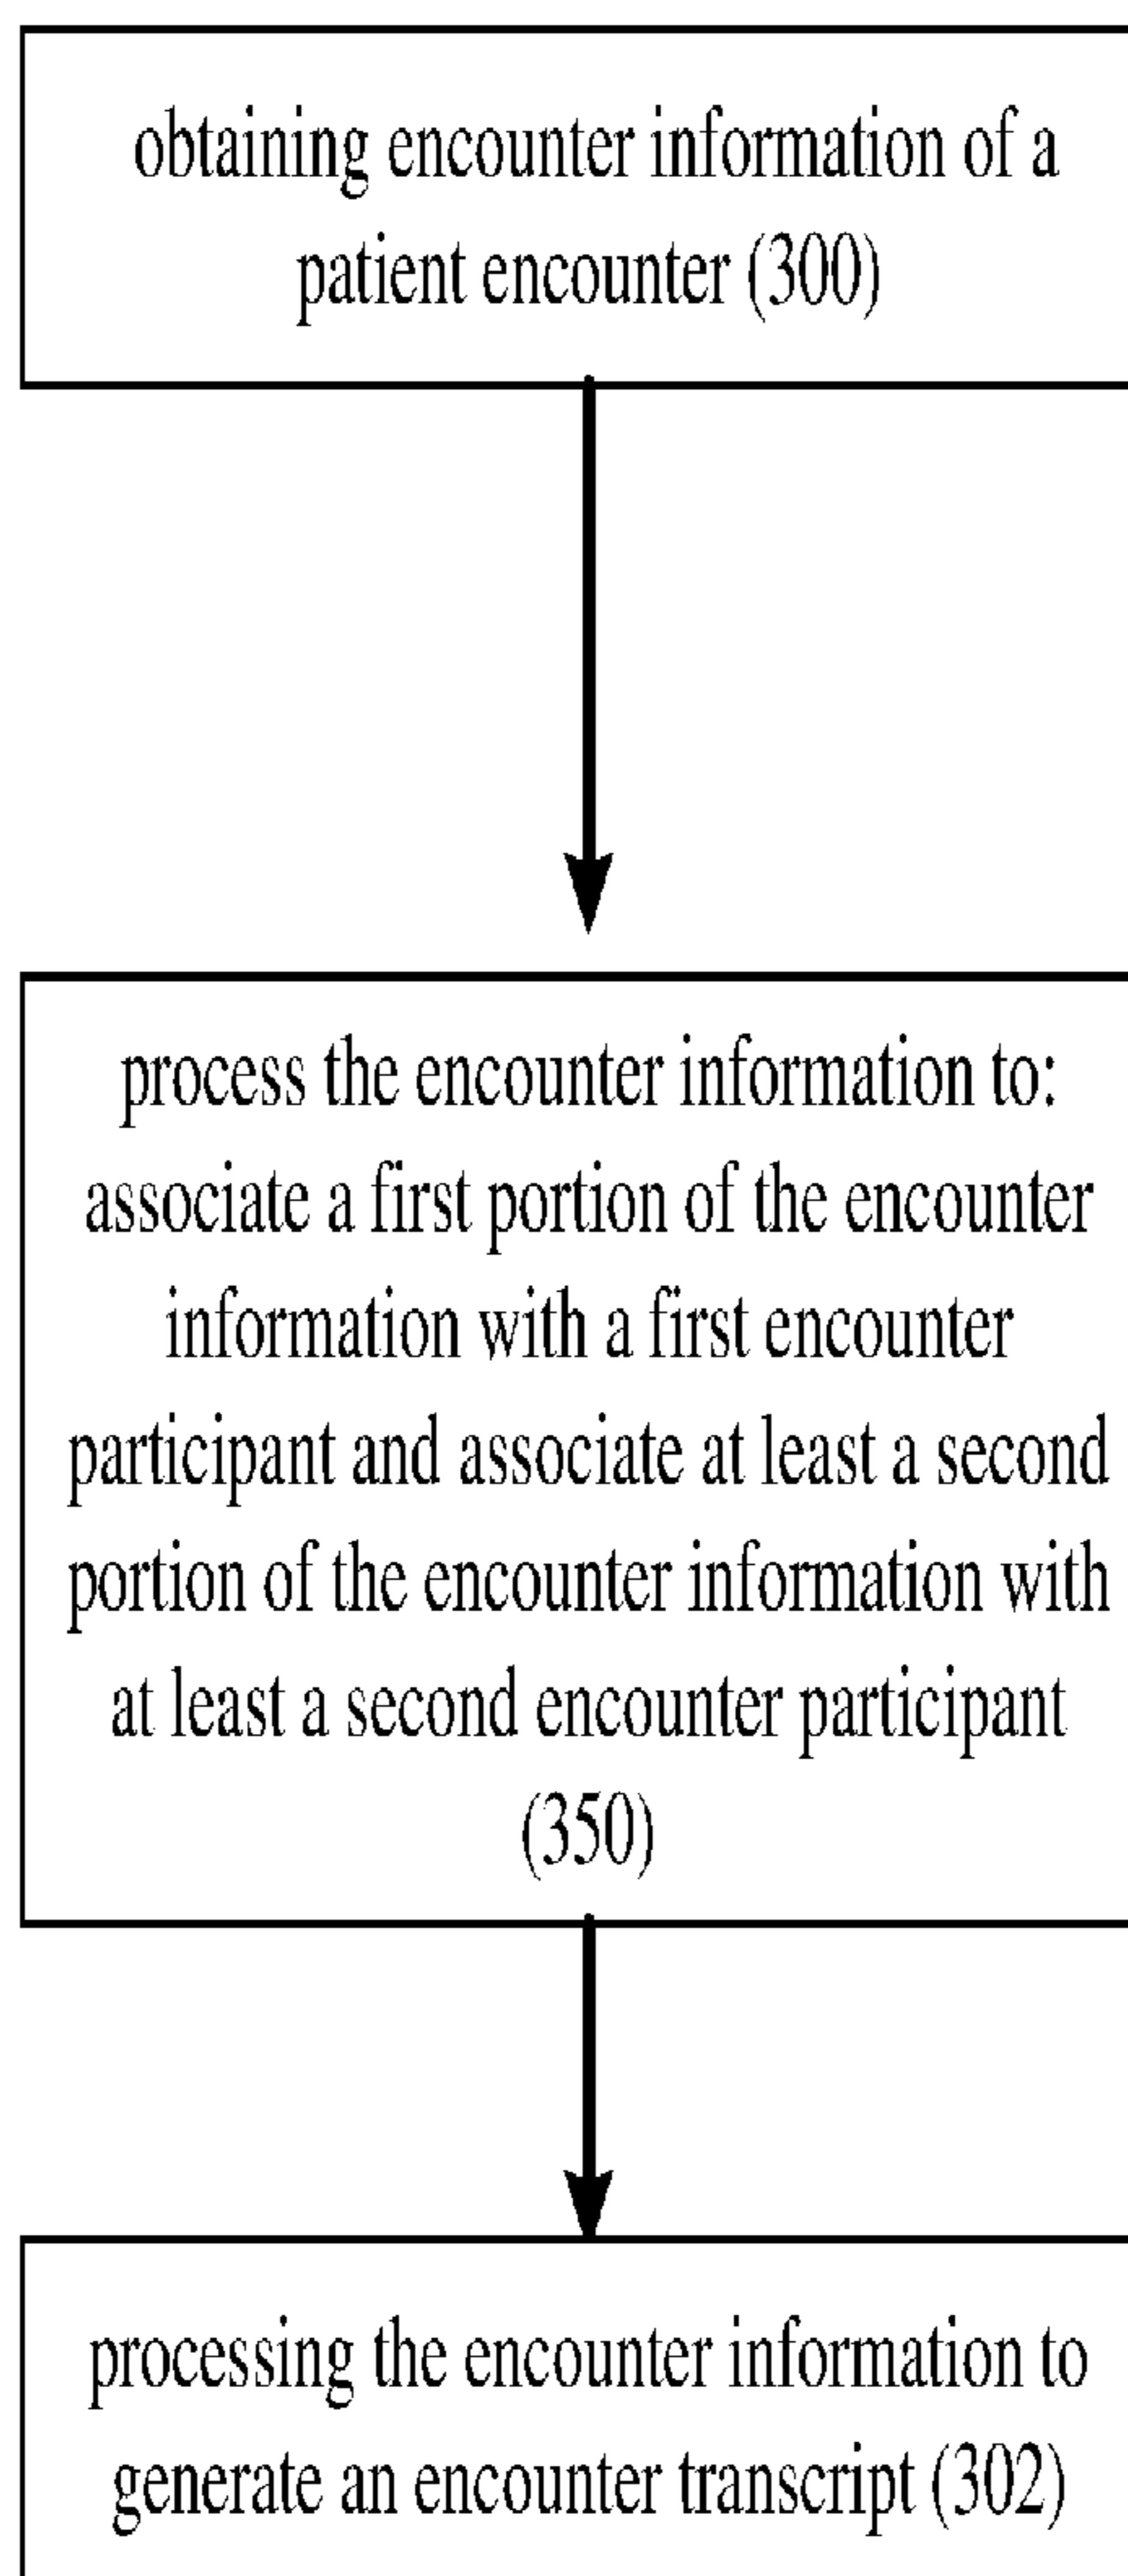 obtaining encounter information of a
patient encounter (300)
process the encounter information to:
associate a first portion of the encounter
information with a first encounter
participant and associate at least a second
portion of the encounter information with
at least a second encounter participant
(350)
processing the encounter information to
generate an encounter transcript (302)